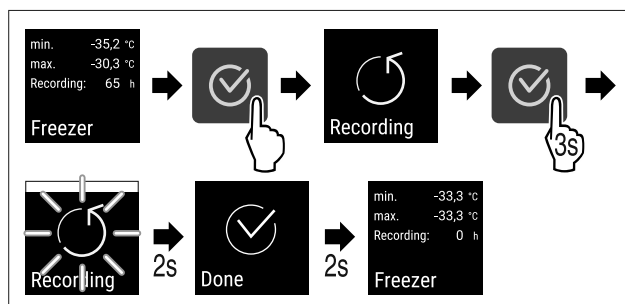 min. -35,2 °C
max. -30,3 °C
Recording: 65 h
Freezer
Recording
3s
Recording
2s
Done
2s
min. -33,3 °C
max. -33,3 °C
Recording: 0 h
Freezer